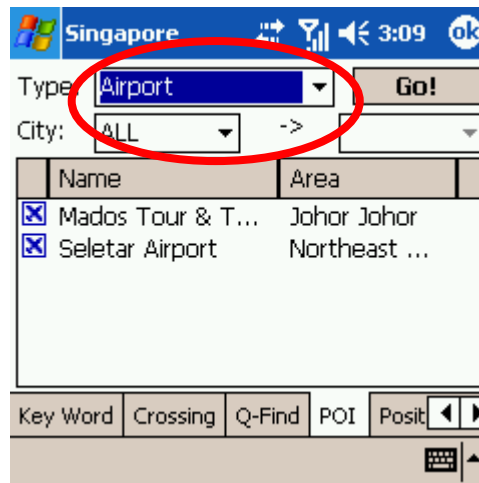 Singapore 3:09 ok
Type: Airport Go!
City: ALL ->
Name Area
Mados Tour & T... Johor Johor
Seletar Airport Northeast ...
Key Word Crossing Q-Find POI Posit